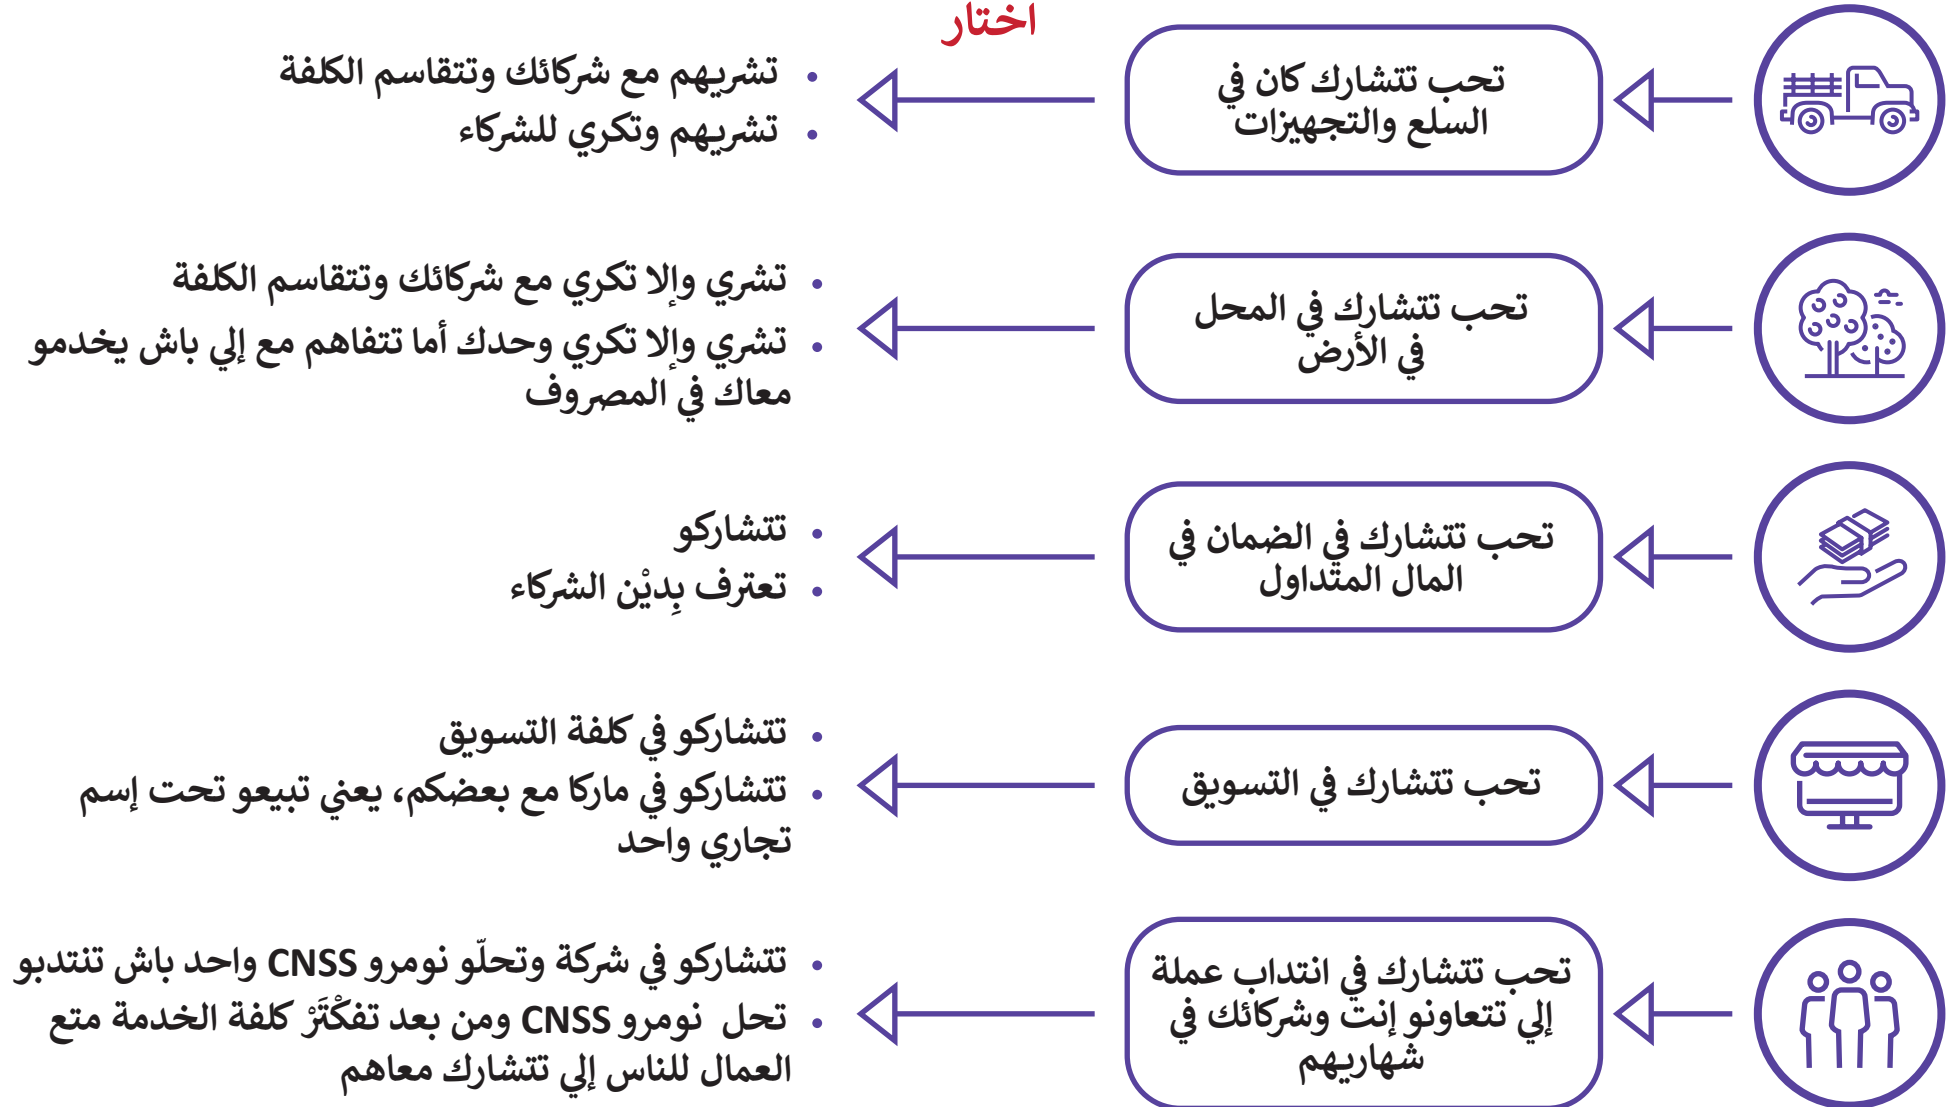 اختار
تحب تتشارك كان في
السلع والتجهيزات
• تشريهم مع شركائك وتتقاسم الكلفة
• تشريهم وتكري للشركاء
تحب تتشارك في المحل
في الأرض
• تشري وإلا تكري مع شركائك وتتقاسم الكلفة
• تشري وإلا تكري وحدك أما تتفاهم مع إلي باش يخدمو
معاك في المصروف
تحب تتشارك في الضمان في
المال المتداول
• تتشاركو
• تعترف بِديْن الشركاء
تحب تتشارك في التسويق
• تتشاركو في كلفة التسويق
• تتشاركو في ماركا مع بعضكم، يعني تبيعو تحت إسم
تجاري واحد
تحب تتشارك في انتداب عملة
إلي تتعاونو إنت وشركائك في
شهاريهم
• تتشاركو في شركة وتحلّو نومرو CNSS واحد باش تنتدبو
• تحل نومرو CNSS ومن بعد تفكْتَرْ كلفة الخدمة متع
العمال للناس إلي تتشارك معاهم